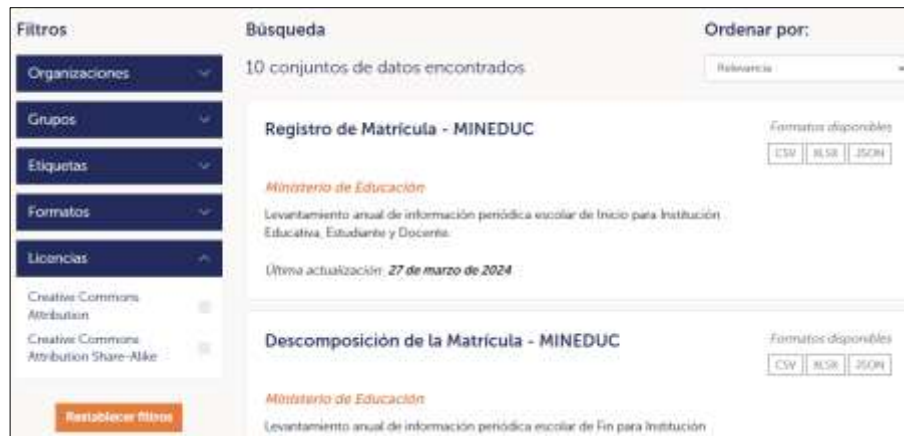 Filtros
Organizaciones
Grupos
Etiquetas
Formatos
Licencias
Creative Commons
Attribution
Creative Commons
Attribution Share-Alike
Restablecer filtros
Búsqueda
10 conjuntos de datos encontrados
Ordenar por:
Relevancia
Registro de Matrícula - MINEDUC
Formatos disponibles
CSV XLSX JSON
Ministerio de Educación
Levantamiento anual de información periódica escolar de Inicio para Institución
Educativa, Estudiante y Docente.
Última actualización: 27 de marzo de 2024
Descomposición de la Matrícula - MINEDUC
Formatos disponibles
CSV XLSX JSON
Ministerio de Educación
Levantamiento anual de información periódica escolar de Fin para Institución